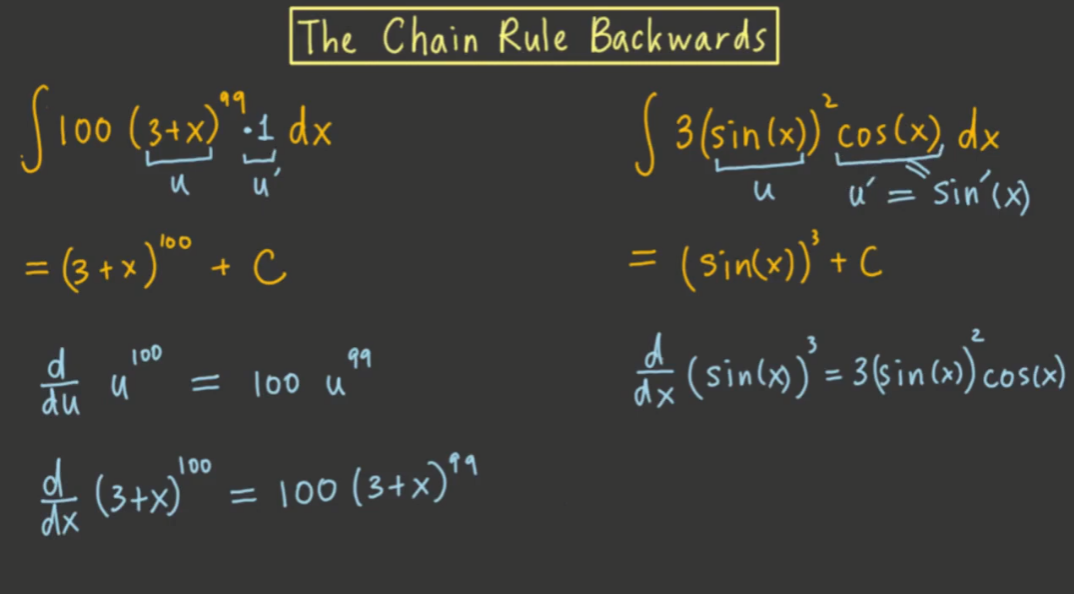 The Chain Rule Backwards
∫ 100 (3+x)^99 · 1 dx
u u'
= (3+x)^100 + C
d/du u^100 = 100 u^99
d/dx (3+x)^100 = 100 (3+x)^99
∫ 3(sin(x))^2 cos(x) dx
u u' = sin'(x)
= (sin(x))^3 + C
d/dx (sin(x))^3 = 3(sin(x))^2 cos(x)